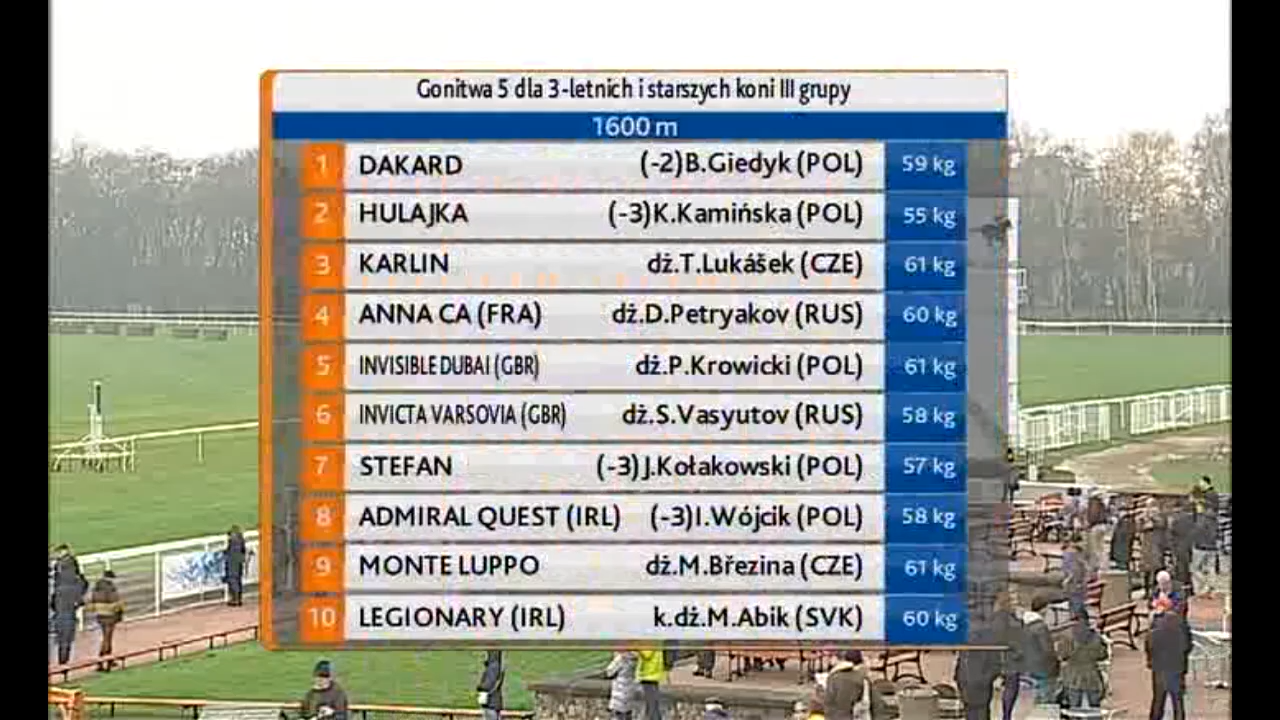 Gonitwa 5 dla 3-letnich i starszych koni III grupy
1600 m
1 DAKARD (-2)B.Giedyk (POL) 59 kg
2 HULAJKA (-3)K.Kamińska (POL) 55 kg
3 KARLIN dż.T.Lukášek (CZE) 61 kg
4 ANNA CA (FRA) dż.D.Petryakov (RUS) 60 kg
5 INVISIBLE DUBAI (GBR) dż.P.Krowicki (POL) 61 kg
6 INVICTA VARSOVIA (GBR) dż.S.Vasyutov (RUS) 58 kg
7 STEFAN (-3)J.Kołakowski (POL) 57 kg
8 ADMIRAL QUEST (IRL) (-3)I.Wójcik (POL) 58 kg
9 MONTE LUPPO dż.M.Březina (CZE) 61 kg
10 LEGIONARY (IRL) k.dż.M.Abik (SVK) 60 kg